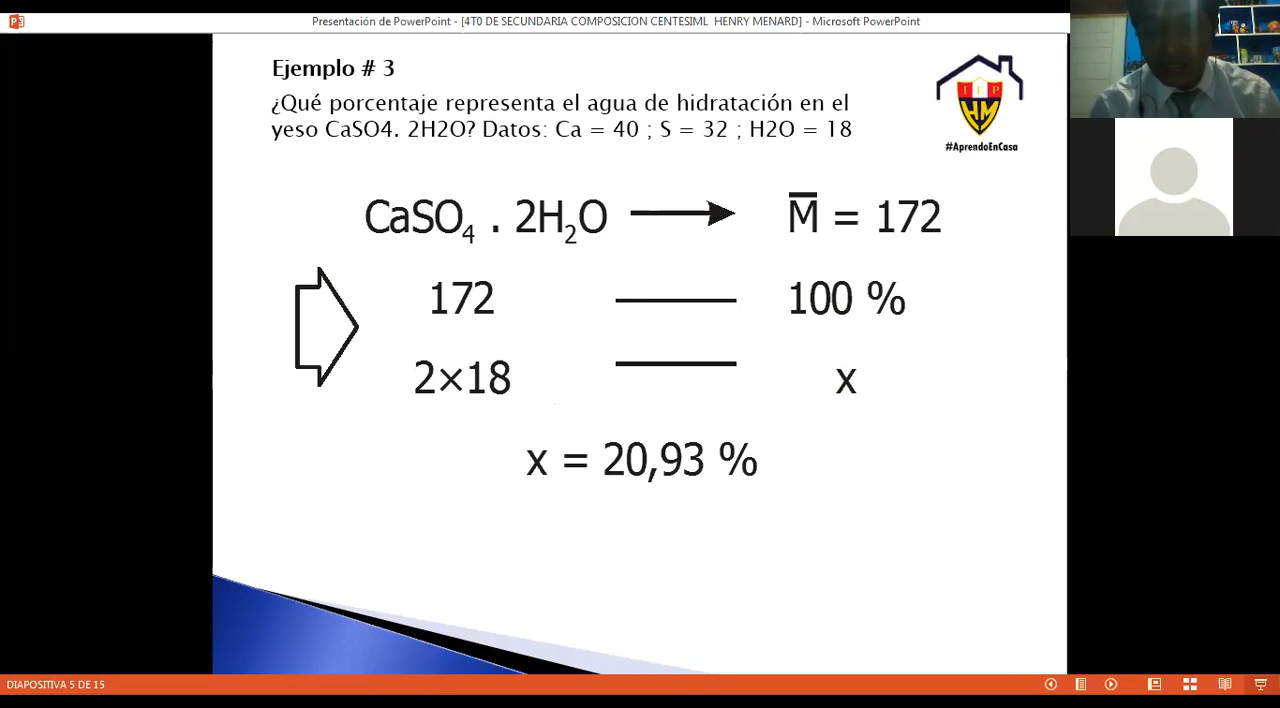 Presentación de PowerPoint - [4T0 DE SECUNDARIA COMPOSICION CENTESIML HENRY MENARD] - Microsoft PowerPoint
Ejemplo # 3
¿Qué porcentaje representa el agua de hidratación en el
yeso CaSO4. 2H2O? Datos: Ca = 40 ; S = 32 ; H2O = 18
I E P
HM
#AprendoEnCasa
CaSO₄ . 2H₂O M̅ = 172
172 100 %
2×18 x
x = 20,93 %
DIAPOSITIVA 5 DE 15